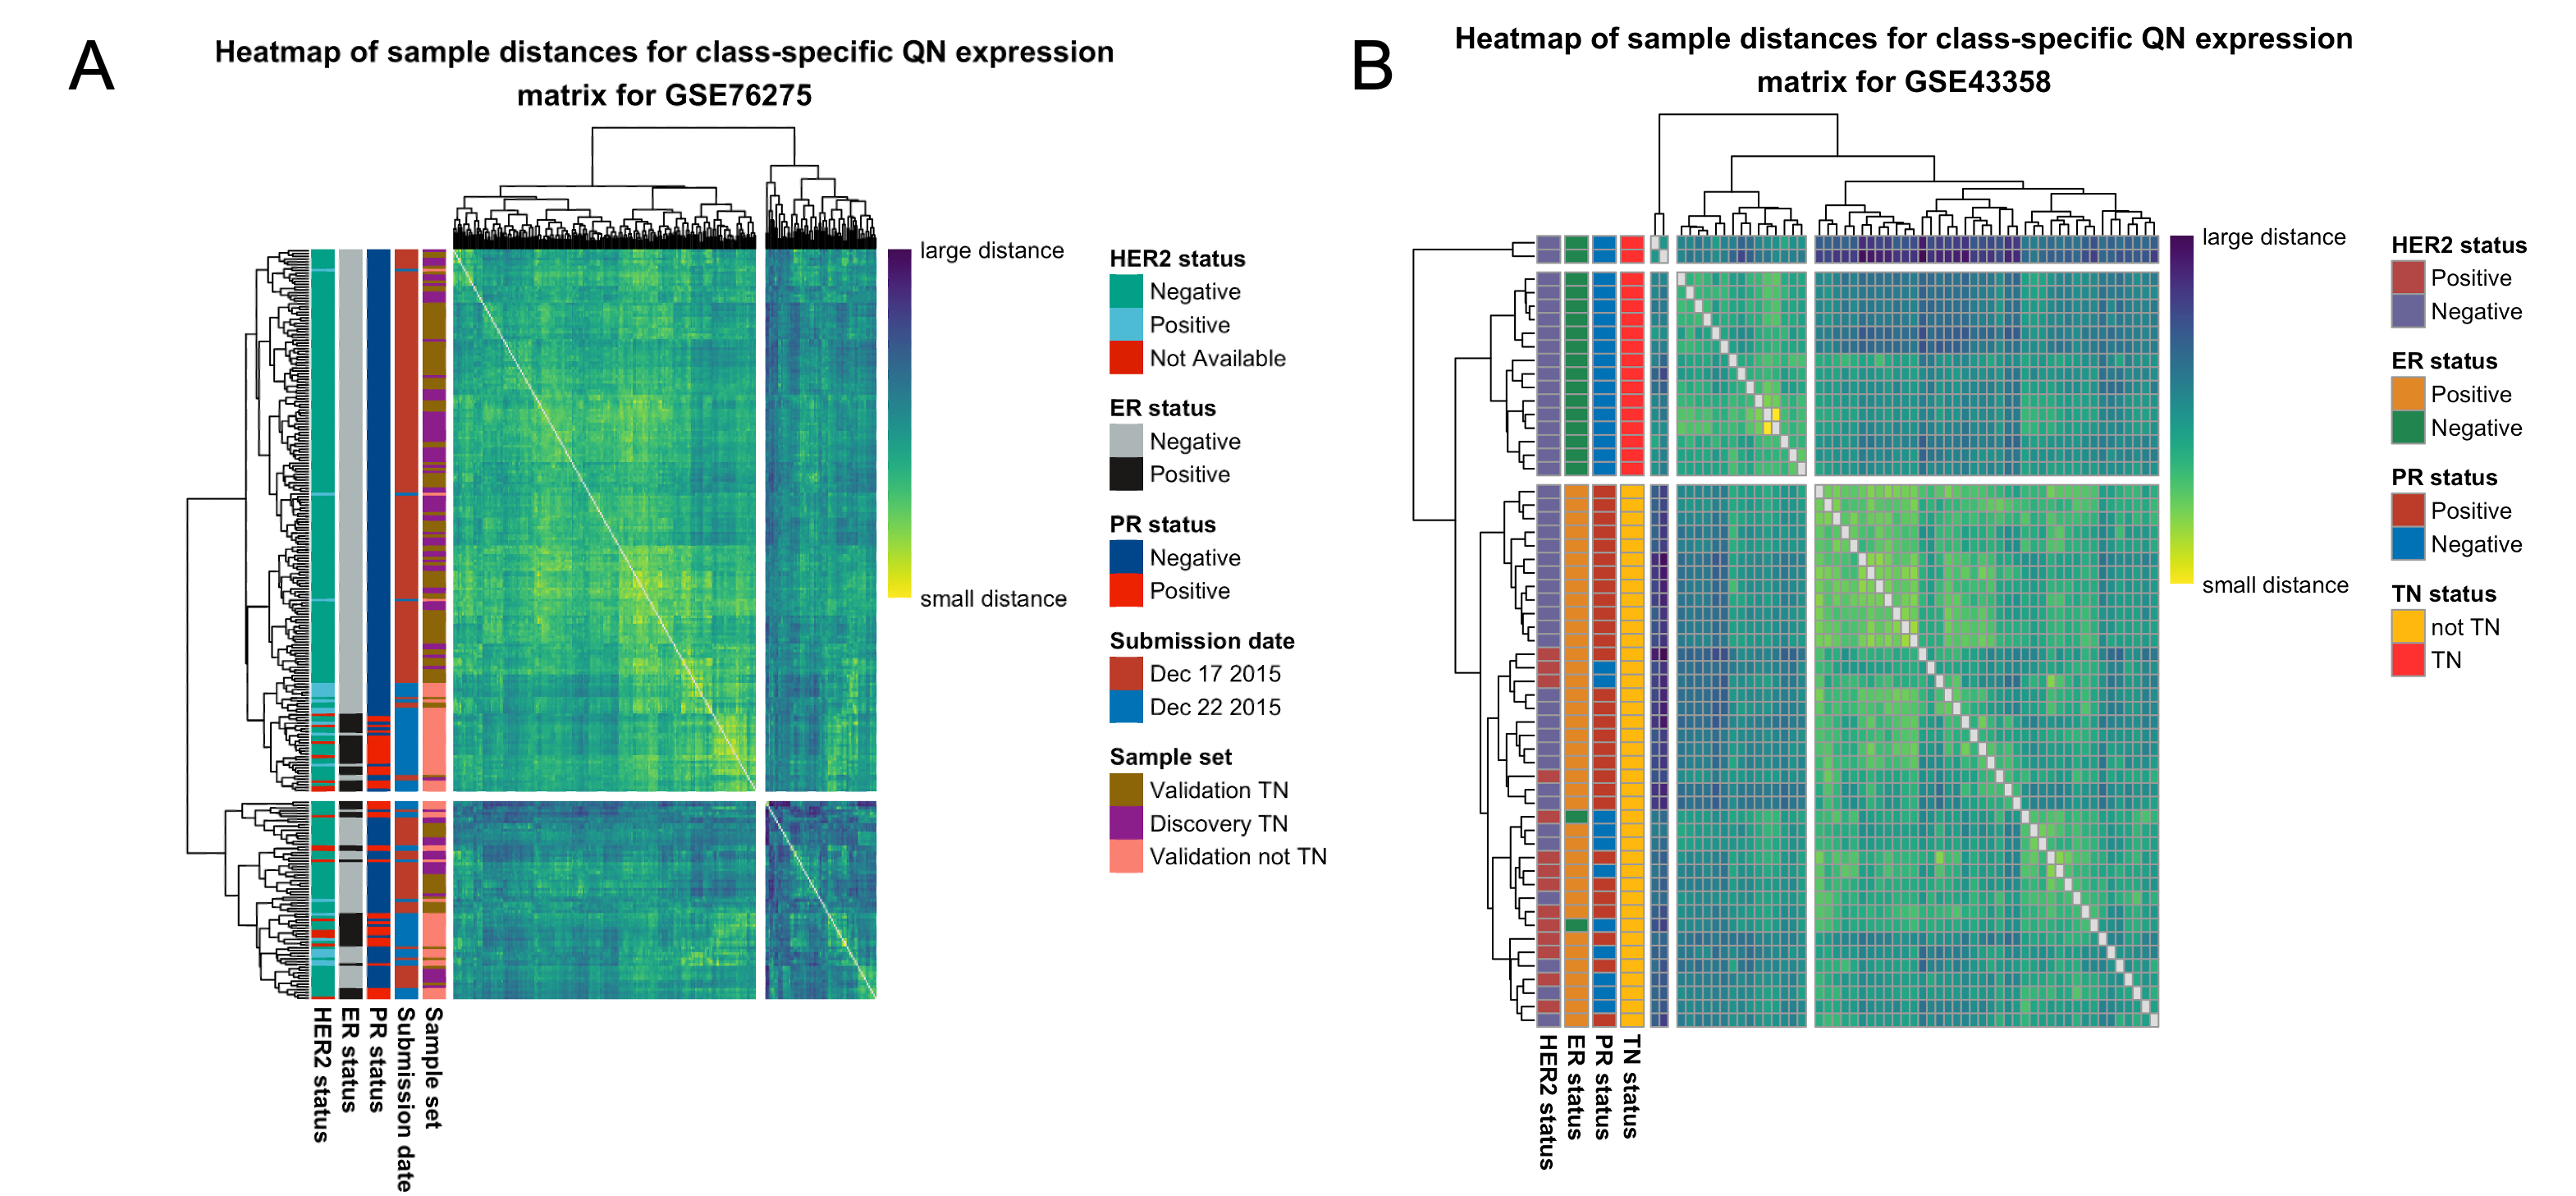 A
Heatmap of sample distances for class-specific QN expression
matrix for GSE76275
large distance
small distance
HER2 status
Negative
Positive
Not Available
ER status
Negative
Positive
PR status
Negative
Positive
Submission date
Dec 17 2015
Dec 22 2015
Sample set
Validation TN
Discovery TN
Validation not TN
HER2 status
ER status
PR status
Submission date
Sample set
B
Heatmap of sample distances for class-specific QN expression
matrix for GSE43358
large distance
small distance
HER2 status
Positive
Negative
ER status
Positive
Negative
PR status
Positive
Negative
TN status
not TN
TN
HER2 status
ER status
PR status
TN status